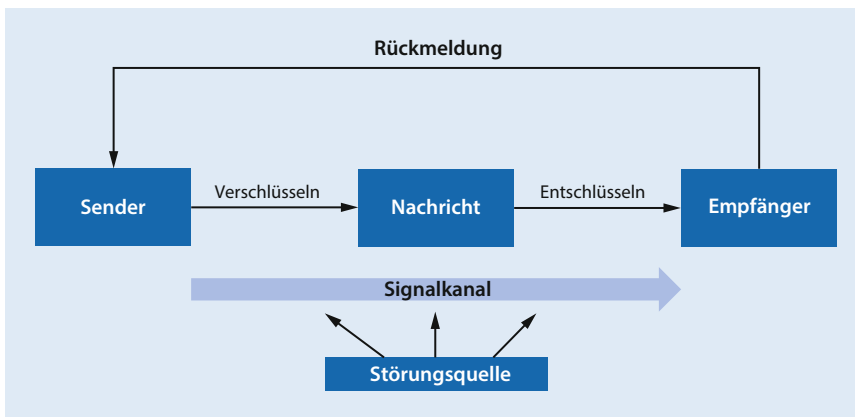 Rückmeldung
Sender
Verschlüsseln
Nachricht
Entschlüsseln
Empfänger
Signalkanal
Störungsquelle